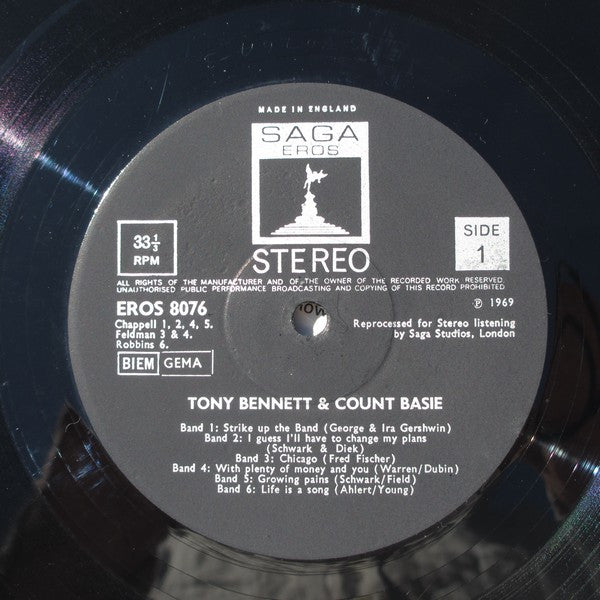 MADE IN ENGLAND
SAGA
EROS
STEREO
33⅓
RPM
SIDE
1
ALL RIGHTS OF THE MANUFACTURER AND OF THE OWNER OF THE RECORDED WORK RESERVED
UNAUTHORISED PUBLIC PERFORMANCE BROADCASTING AND COPYING OF THIS RECORD PROHIBITED
EROS 8076
Chappell 1, 2, 4, 5.
Feldman 3 & 4.
Robbins 6.
BIEM GEMA
℗ 1969
Reprocessed for Stereo listening
by Saga Studios, London
TONY BENNETT & COUNT BASIE
Band 1: Strike up the Band (George & Ira Gershwin)
Band 2: I guess I'll have to change my plans
(Schwark & Diek)
Band 3: Chicago (Fred Fischer)
Band 4: With plenty of money and you (Warren/Dubin)
Band 5: Growing pains (Schwark/Field)
Band 6: Life is a song (Ahlert/Young)